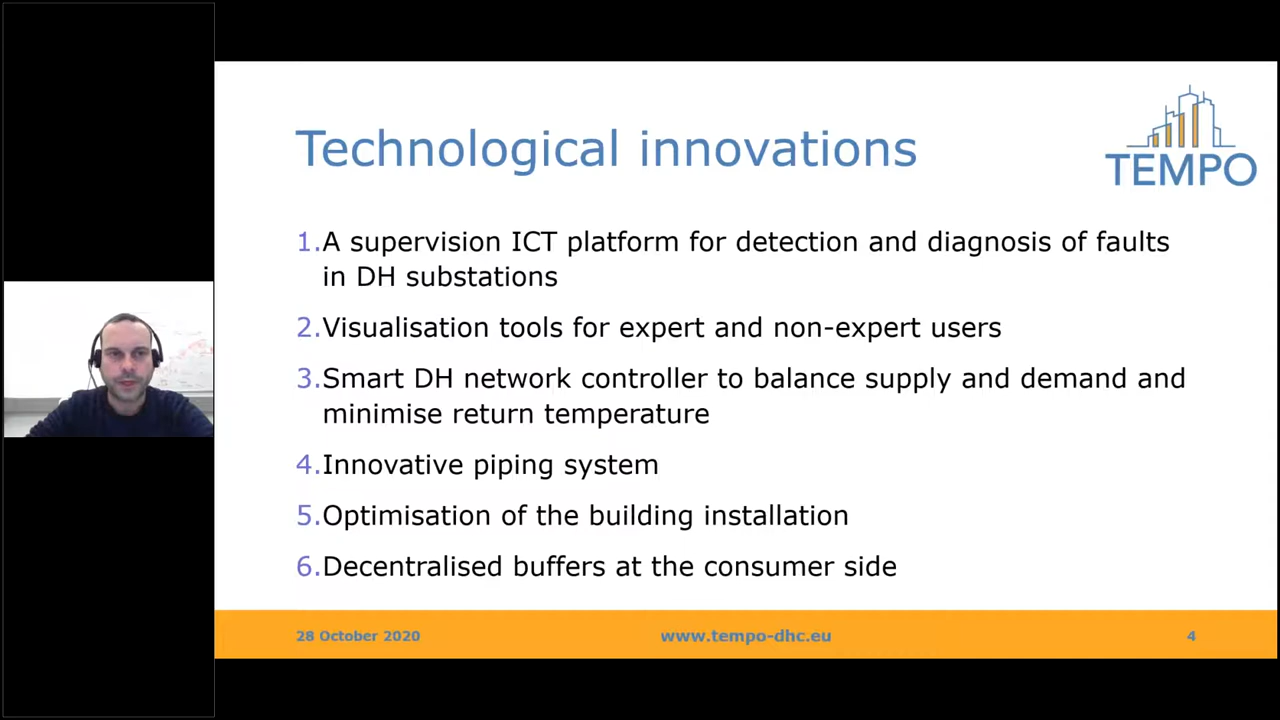 Technological innovations
TEMPO
1.A supervision ICT platform for detection and diagnosis of faults
in DH substations
2.Visualisation tools for expert and non-expert users
3.Smart DH network controller to balance supply and demand and
minimise return temperature
4.Innovative piping system
5.Optimisation of the building installation
6.Decentralised buffers at the consumer side
28 October 2020
www.tempo-dhc.eu
4